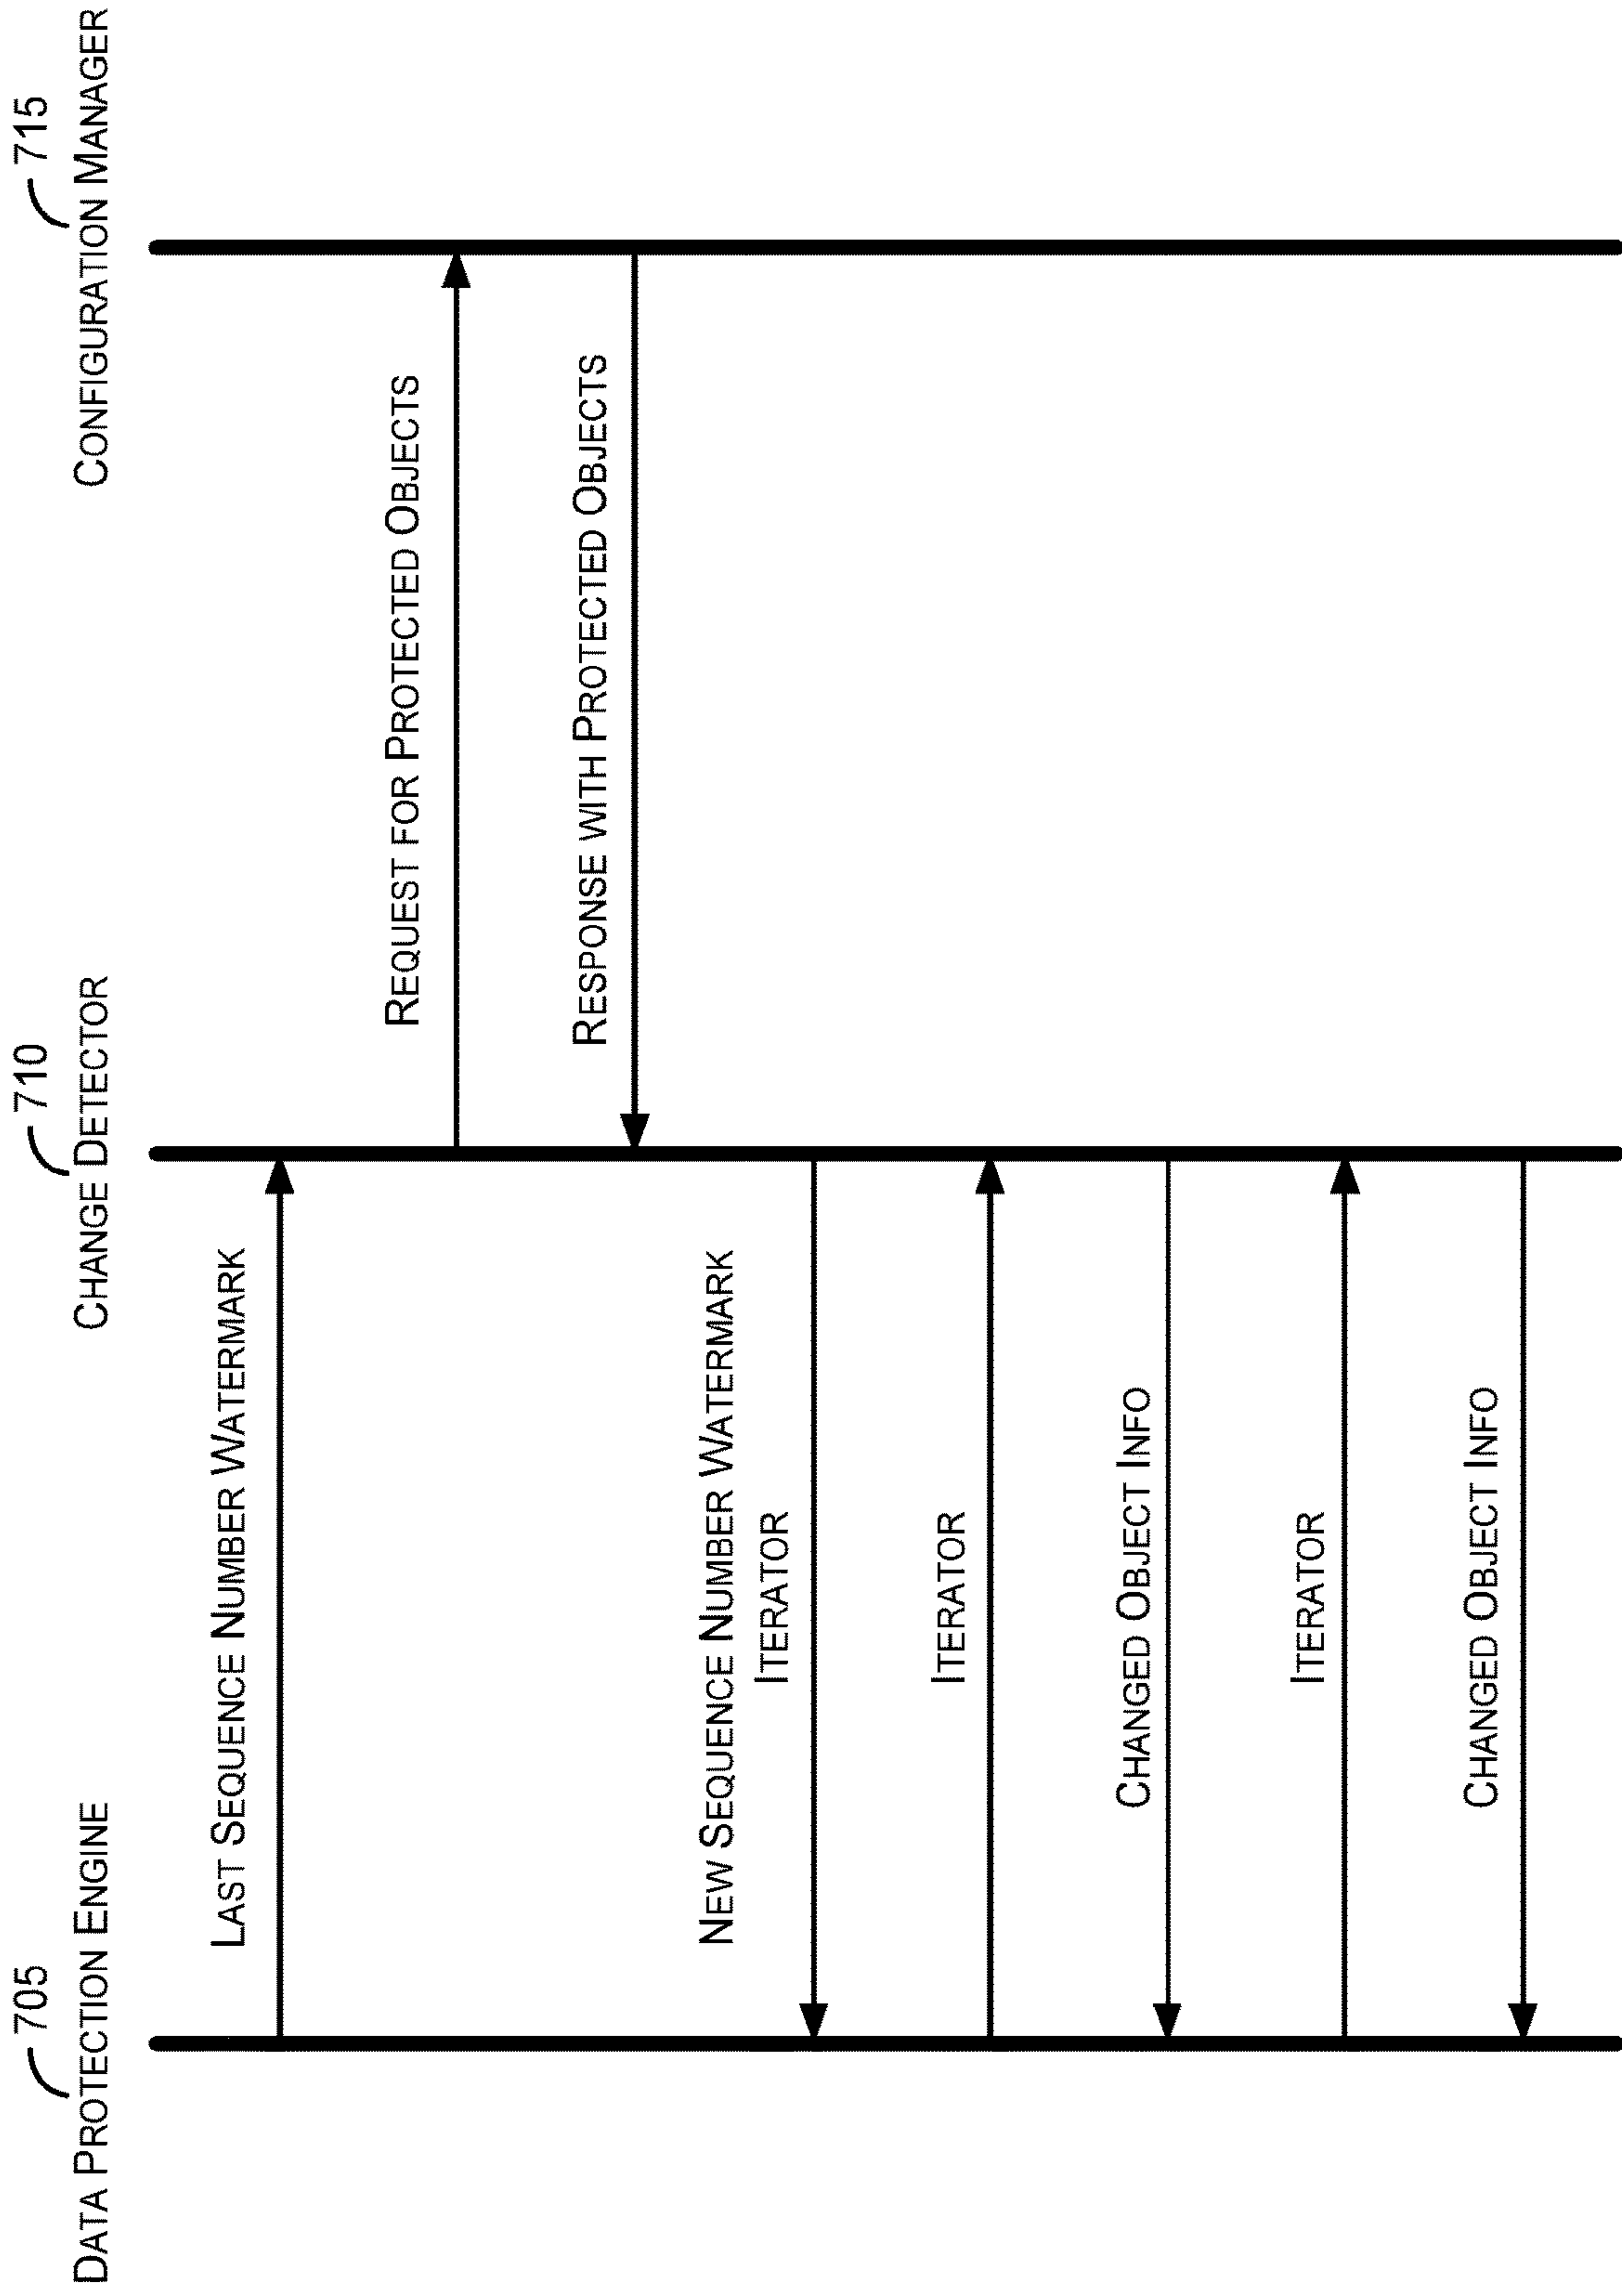 705
DATA PROTECTION ENGINE
710
CHANGE DETECTOR
715
CONFIGURATION MANAGER
LAST SEQUENCE NUMBER WATERMARK
REQUEST FOR PROTECTED OBJECTS
RESPONSE WITH PROTECTED OBJECTS
NEW SEQUENCE NUMBER WATERMARK
ITERATOR
ITERATOR
CHANGED OBJECT INFO
ITERATOR
CHANGED OBJECT INFO